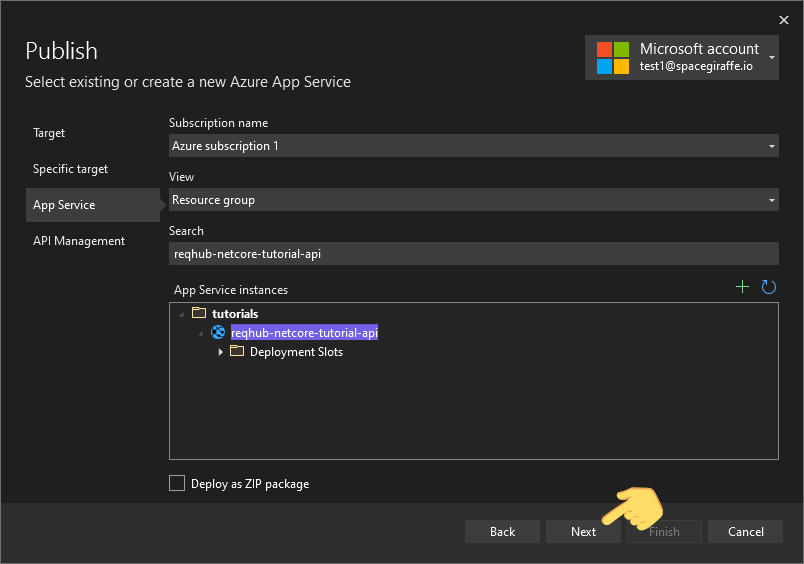 Publish
Select existing or create a new Azure App Service
Microsoft account
test1@spacegiraffe.io
Target
Specific target
App Service
API Management
Subscription name
Azure subscription 1
View
Resource group
Search
reqhub-netcore-tutorial-api
App Service instances
tutorials
reqhub-netcore-tutorial-api
Deployment Slots
Deploy as ZIP package
Back
Next
Finish
Cancel